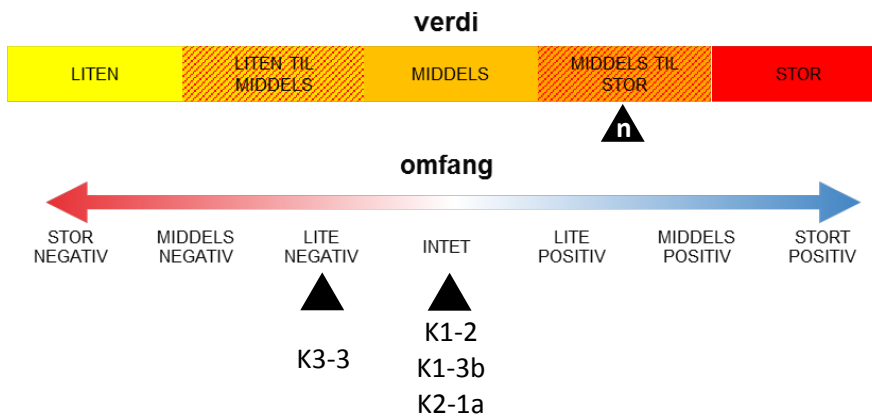 verdi
LITEN
LITEN TIL
MIDDELS
MIDDELS
MIDDELS TIL
STOR
STOR
n
omfang
STOR
NEGATIV
MIDDELS
NEGATIV
LITE
NEGATIV
INTET
LITE
POSITIV
MIDDELS
POSITIV
STORT
POSITIV
K3-3
K1-2
K1-3b
K2-1a